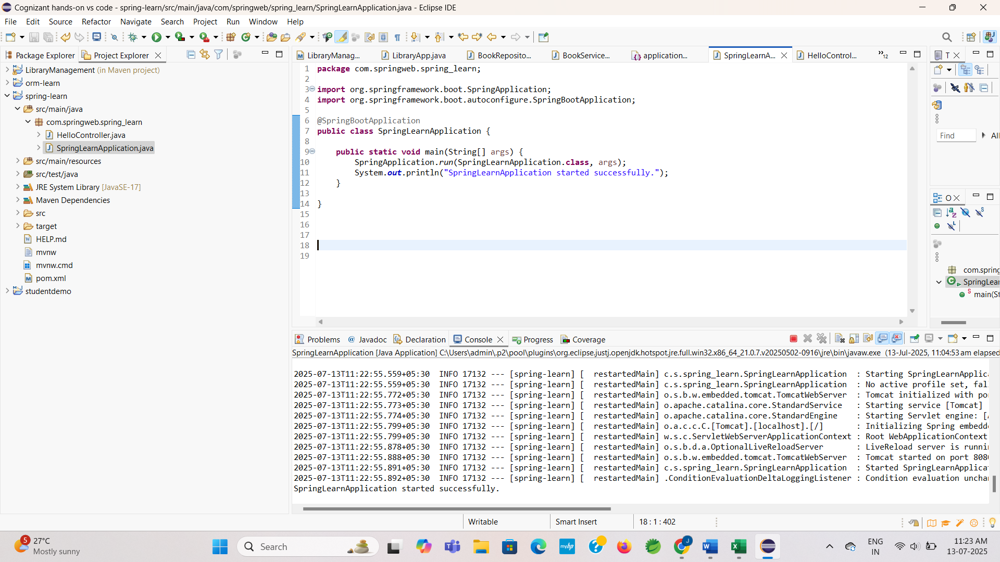 Cognizant hands-on vs code - spring-learn/src/main/java/com/springweb/spring_learn/SpringLearnApplication.java - Eclipse IDE
File Edit Source Refactor Navigate Search Project Run Window Help
Package Explorer Project Explorer
LibraryManagement (in Maven project)
orm-learn
spring-learn
src/main/java
com.springweb.spring_learn
HelloController.java
SpringLearnApplication.java
src/main/resources
src/test/java
JRE System Library [JavaSE-17]
Maven Dependencies
src
target
HELP.md
mvnw
mvnw.cmd
pom.xml
studentdemo
LibraryManag... LibraryApp.java BookReposito... BookService... application... SpringLearnA... HelloControl... »12
1 package com.springweb.spring_learn;
2
3 import org.springframework.boot.SpringApplication;
4 import org.springframework.boot.autoconfigure.SpringBootApplication;
5
6 @SpringBootApplication
7 public class SpringLearnApplication {
8
9 public static void main(String[] args) {
10 SpringApplication.run(SpringLearnApplication.class, args);
11 System.out.println("SpringLearnApplication started successfully.");
12 }
13
14 }
15
16
17
18
19
T
Find All
O
com.spring
SpringLear
main(St
Problems Javadoc Declaration Console Progress Coverage
SpringLearnApplication [Java Application] C:\Users\admin\.p2\pool\plugins\org.eclipse.justj.openjdk.hotspot.jre.full.win32.x86_64_21.0.7.v20250502-0916\jre\bin\javaw.exe (13-Jul-2025, 11:04:53 am elapsed
2025-07-13T11:22:55.559+05:30 INFO 17132 --- [spring-learn] [ restartedMain] c.s.spring_learn.SpringLearnApplication : Starting SpringLearnApplic
2025-07-13T11:22:55.559+05:30 INFO 17132 --- [spring-learn] [ restartedMain] c.s.spring_learn.SpringLearnApplication : No active profile set, fal
2025-07-13T11:22:55.772+05:30 INFO 17132 --- [spring-learn] [ restartedMain] o.s.b.w.embedded.tomcat.TomcatWebServer : Tomcat initialized with po
2025-07-13T11:22:55.773+05:30 INFO 17132 --- [spring-learn] [ restartedMain] o.apache.catalina.core.StandardService : Starting service [Tomcat]
2025-07-13T11:22:55.774+05:30 INFO 17132 --- [spring-learn] [ restartedMain] o.apache.catalina.core.StandardEngine : Starting Servlet engine: [
2025-07-13T11:22:55.799+05:30 INFO 17132 --- [spring-learn] [ restartedMain] o.a.c.c.C.[Tomcat].[localhost].[/] : Initializing Spring embedd
2025-07-13T11:22:55.799+05:30 INFO 17132 --- [spring-learn] [ restartedMain] w.s.c.ServletWebServerApplicationContext : Root WebApplicationContext
2025-07-13T11:22:55.878+05:30 INFO 17132 --- [spring-learn] [ restartedMain] o.s.b.d.a.OptionalLiveReloadServer : LiveReload server is runni
2025-07-13T11:22:55.888+05:30 INFO 17132 --- [spring-learn] [ restartedMain] o.s.b.w.embedded.tomcat.TomcatWebServer : Tomcat started on port 8080
2025-07-13T11:22:55.891+05:30 INFO 17132 --- [spring-learn] [ restartedMain] c.s.spring_learn.SpringLearnApplication : Started SpringLearnApplicat
2025-07-13T11:22:55.892+05:30 INFO 17132 --- [spring-learn] [ restartedMain] .ConditionEvaluationDeltaLoggingListener : Condition evaluation uncha
SpringLearnApplication started successfully.
Writable Smart Insert 18 : 1 : 402
5 27°C
Mostly sunny
Search
myhp
ENG
IN
11:23 AM
13-07-2025